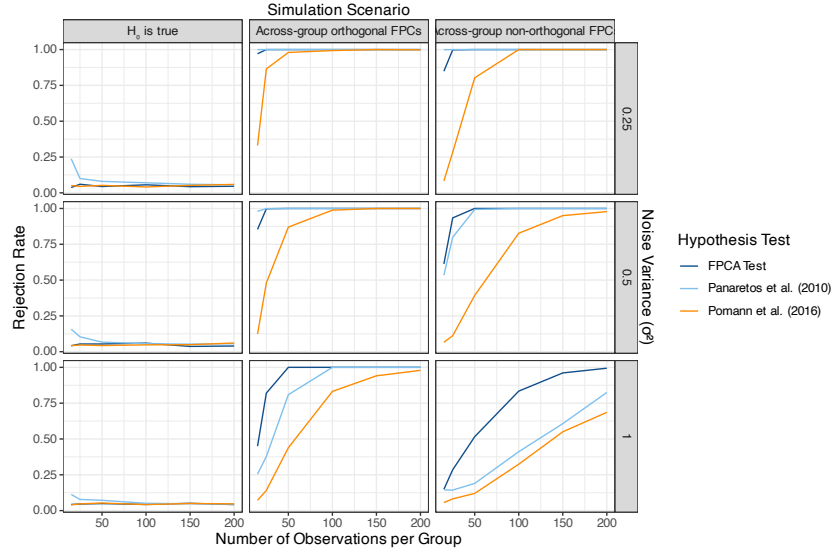 Simulation Scenario
H₀ is true
Across-group orthogonal FPCs
Across-group non-orthogonal FPC
1.00
0.75
0.50
0.25
0.00
0.25
1.00
0.75
0.50
0.25
0.00
0.5
1.00
0.75
0.50
0.25
0.00
1
Rejection Rate
Noise Variance (σ²)
50 100 150 200
50 100 150 200
50 100 150 200
Number of Observations per Group
Hypothesis Test
FPCA Test
Panaretos et al. (2010)
Pomann et al. (2016)